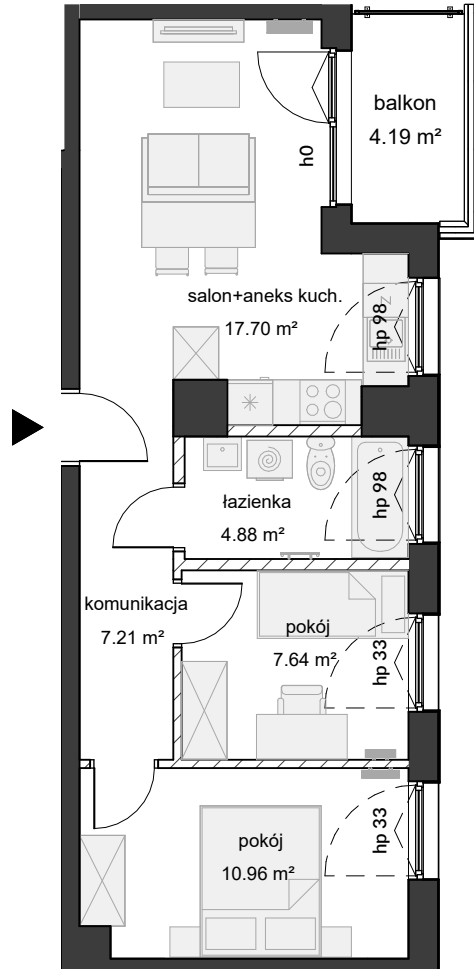 balkon
4.19 m²
h0
salon+aneks kuch.
17.70 m²
Z
hp 98
łazienka
4.88 m²
hp 98
komunikacja
7.21 m²
pokój
7.64 m²
hp 33
pokój
10.96 m²
hp 33